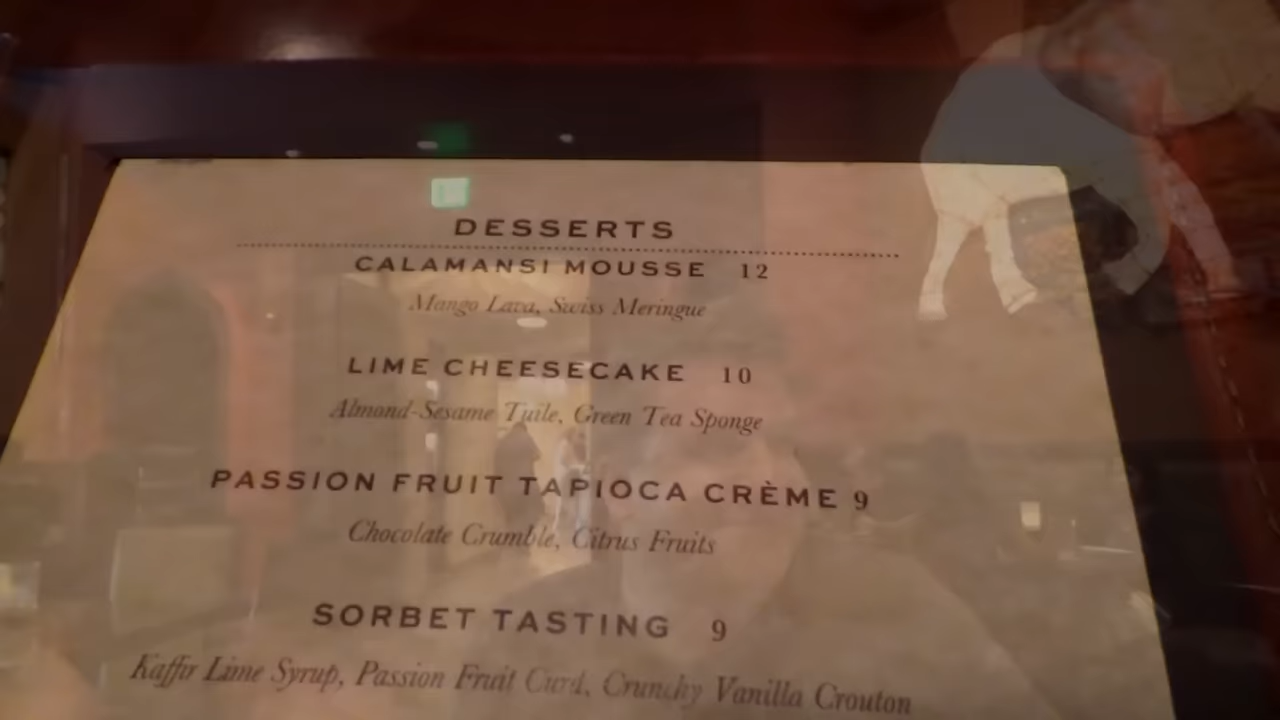 DESSERTS
CALAMANSI MOUSSE 12
Mango Lava, Swiss Meringue
LIME CHEESECAKE 10
Almond-Sesame Tuile, Green Tea Sponge
PASSION FRUIT TAPIOCA CRÈME 9
Chocolate Crumble, Citrus Fruits
SORBET TASTING 9
Kaffir Lime Syrup, Passion Fruit Curd, Crunchy Vanilla Crouton